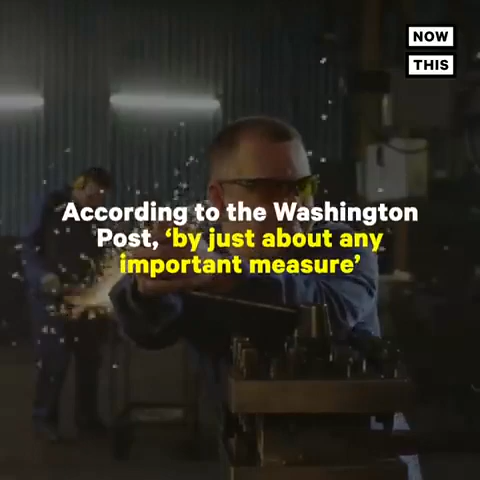 NOW
THIS
According to the Washington
Post, ‘by just about any
important measure’